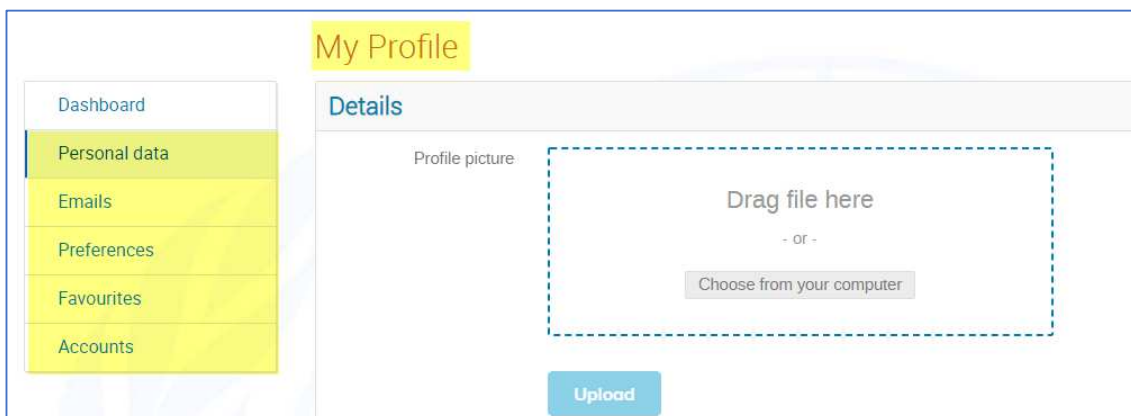 My Profile
Dashboard
Personal data
Emails
Preferences
Favourites
Accounts
Details
Profile picture
Drag file here
- or -
Choose from your computer
Upload